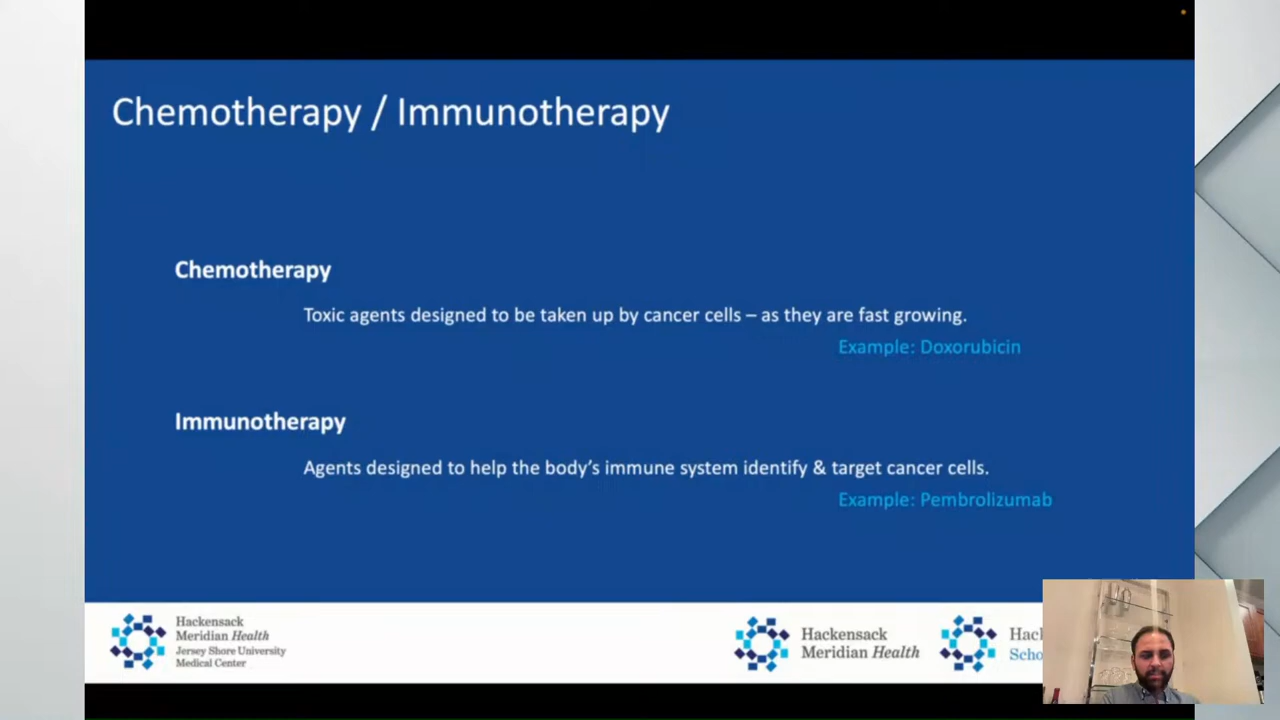 Chemotherapy / Immunotherapy
Chemotherapy
Toxic agents designed to be taken up by cancer cells – as they are fast growing.
Example: Doxorubicin
Immunotherapy
Agents designed to help the body’s immune system identify & target cancer cells.
Example: Pembrolizumab
Hackensack
Meridian Health
Jersey Shore University
Medical Center
Hackensack
Meridian Health
Hac
Scho